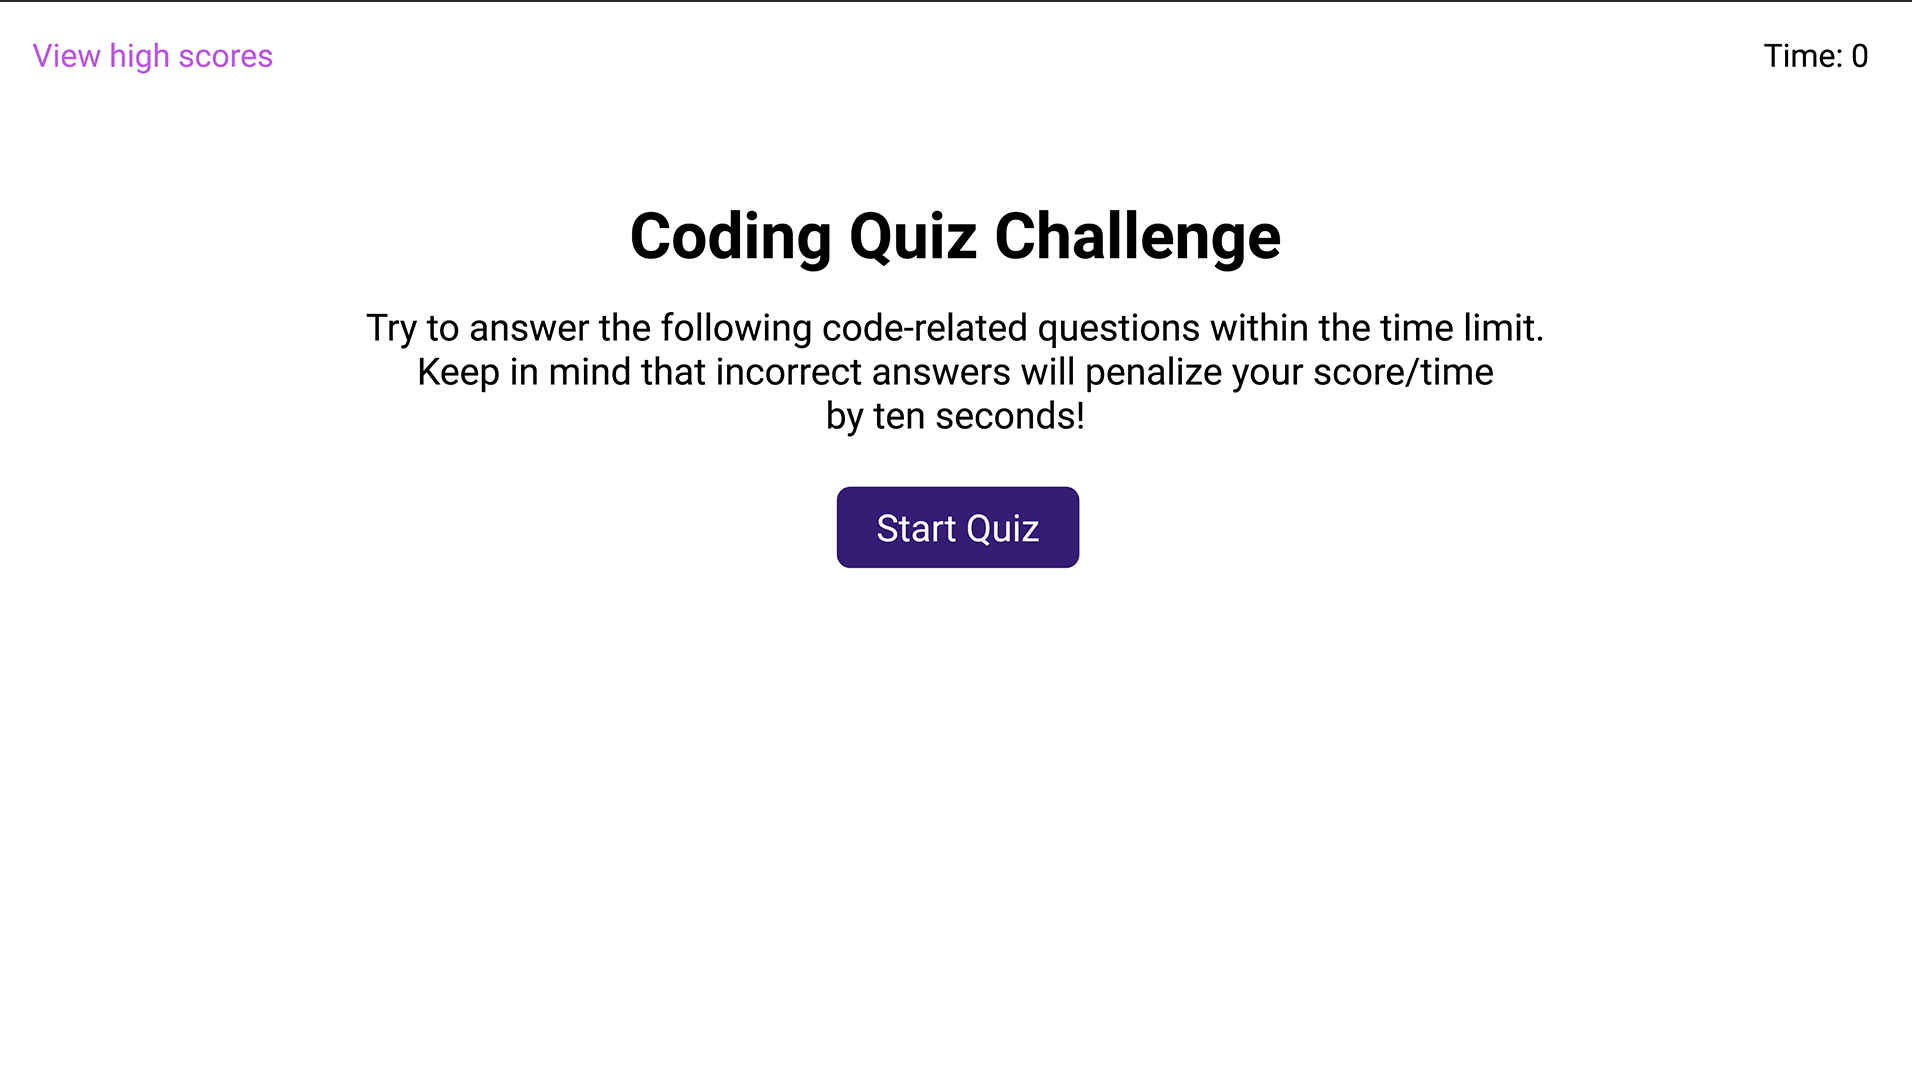 View high scores
Time: 0
Coding Quiz Challenge
Try to answer the following code-related questions within the time limit.
Keep in mind that incorrect answers will penalize your score/time
by ten seconds!
Start Quiz